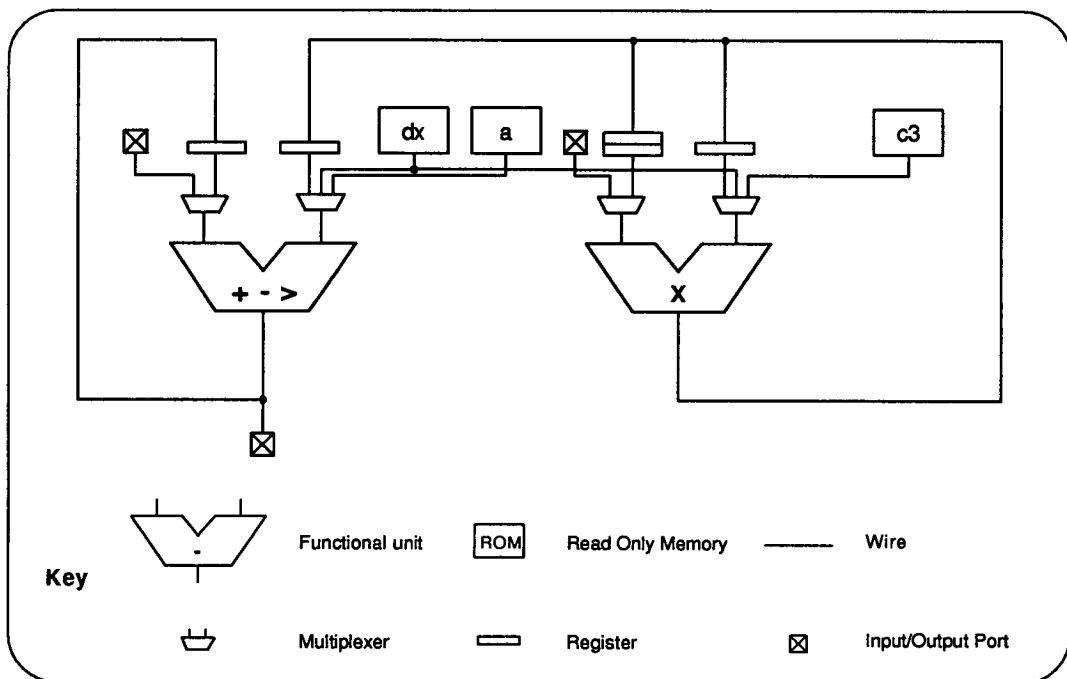 dx
a
c3
+ - >
X
-
Functional unit
ROM
Read Only Memory
Wire
Key
Multiplexer
Register
Input/Output Port